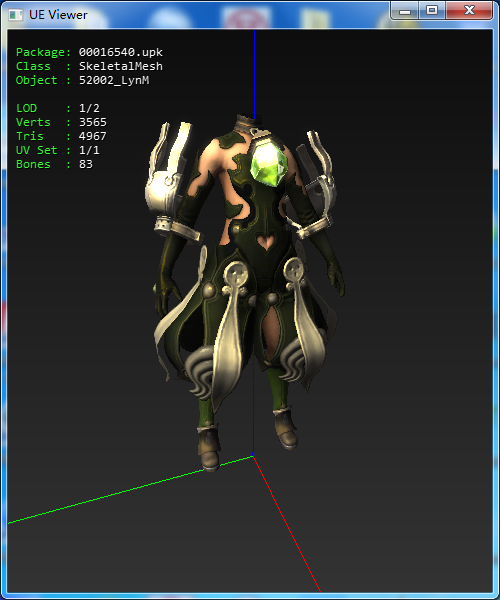 UE Viewer
Package: 00016540.upk
Class : SkeletalMesh
Object : 52002_LynM
LOD : 1/2
Verts : 3565
Tris : 4967
UV Set : 1/1
Bones : 83